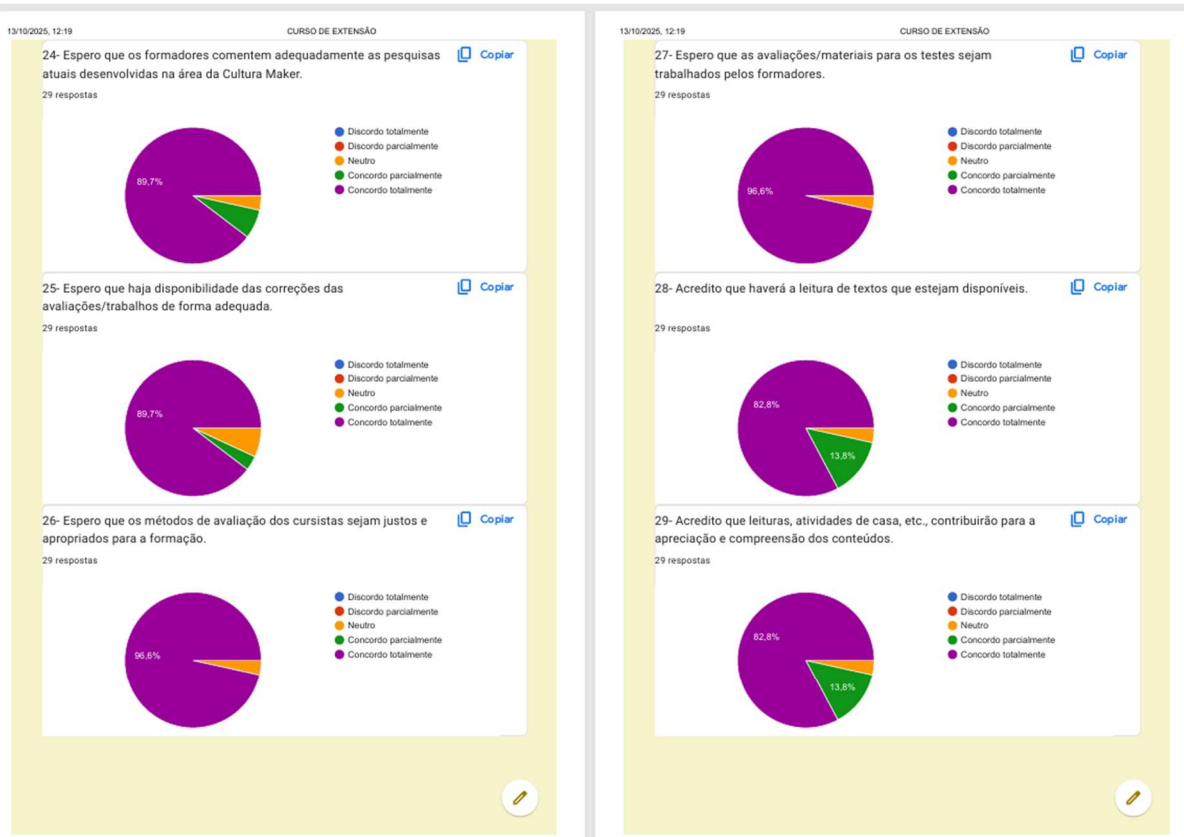 13/10/2025, 12:19
CURSO DE EXTENSÃO
24- Espero que os formadores comentem adequadamente as pesquisas
atuais desenvolvidas na área da Cultura Maker.
Copiar
29 respostas
89,7%
Discordo totalmente
Discordo parcialmente
Neutro
Concordo parcialmente
Concordo totalmente
25- Espero que haja disponibilidade das correções das
avaliações/trabalhos de forma adequada.
Copiar
29 respostas
89,7%
Discordo totalmente
Discordo parcialmente
Neutro
Concordo parcialmente
Concordo totalmente
26- Espero que os métodos de avaliação dos cursistas sejam justos e
apropriados para a formação.
Copiar
29 respostas
96,6%
Discordo totalmente
Discordo parcialmente
Neutro
Concordo parcialmente
Concordo totalmente
13/10/2025, 12:19
CURSO DE EXTENSÃO
27- Espero que as avaliações/materiais para os testes sejam
trabalhados pelos formadores.
Copiar
29 respostas
96,6%
Discordo totalmente
Discordo parcialmente
Neutro
Concordo parcialmente
Concordo totalmente
28- Acredito que haverá a leitura de textos que estejam disponíveis.
Copiar
29 respostas
82,8%
13,8%
Discordo totalmente
Discordo parcialmente
Neutro
Concordo parcialmente
Concordo totalmente
29- Acredito que leituras, atividades de casa, etc., contribuirão para a
apreciação e compreensão dos conteúdos.
Copiar
29 respostas
82,8%
13,8%
Discordo totalmente
Discordo parcialmente
Neutro
Concordo parcialmente
Concordo totalmente